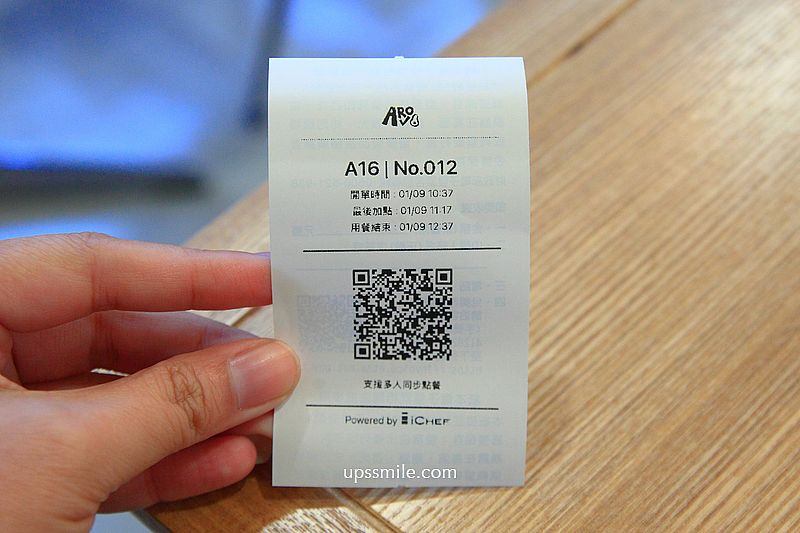 ARO
A16 | No.012
開單時間 : 01/09 10:37
最後加點 : 01/09 11:17
用餐結束 : 01/09 12:37
支援多人同步點餐
Powered by iCHEF
upssmile.com